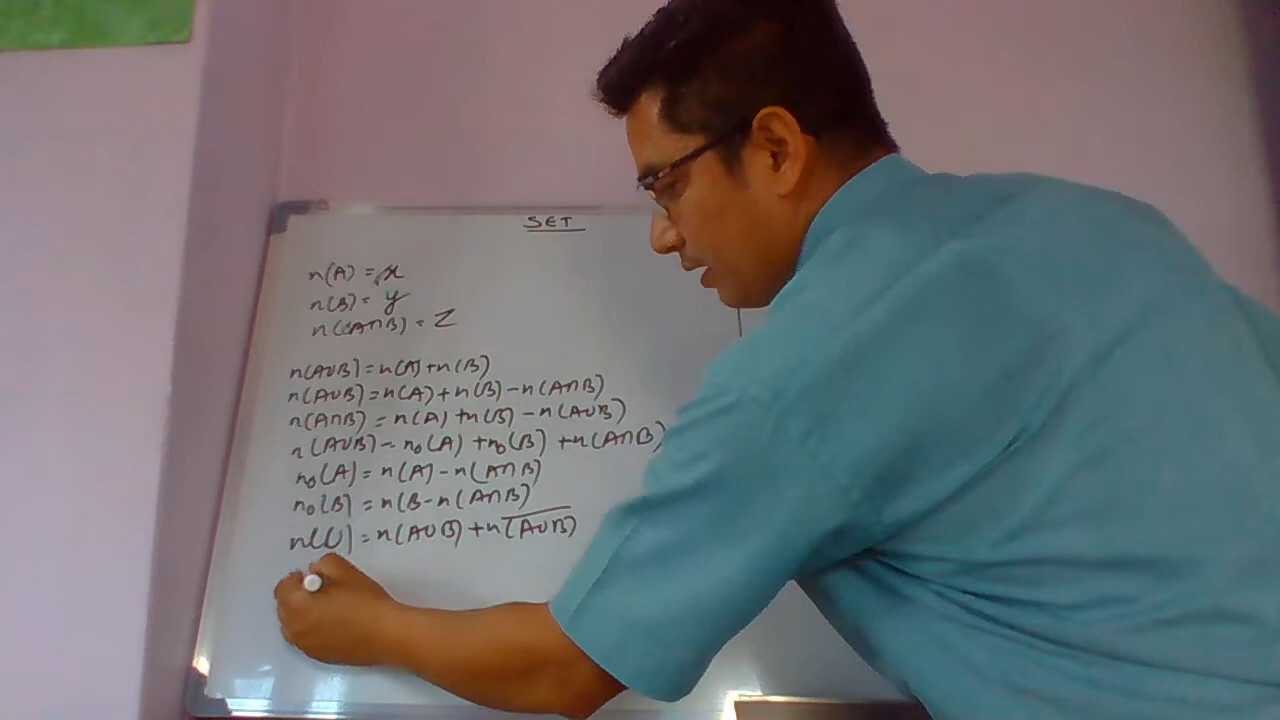 SET
n(A) = x
n(B) = y
n(A∩B) = Z
n(A∪B) = n(A) + n(B)
n(A∪B) = n(A) + n(B) - n(A∩B)
n(A∩B) = n(A) + n(B) - n(A∪B)
n(A∪B) = n₀(A) + n₀(B) + n(A∩B)
n₀(A) = n(A) - n(A∩B)
n₀(B) = n(B - n(A∩B)
n(U) = n(A∪B) + n(A∪B)̅